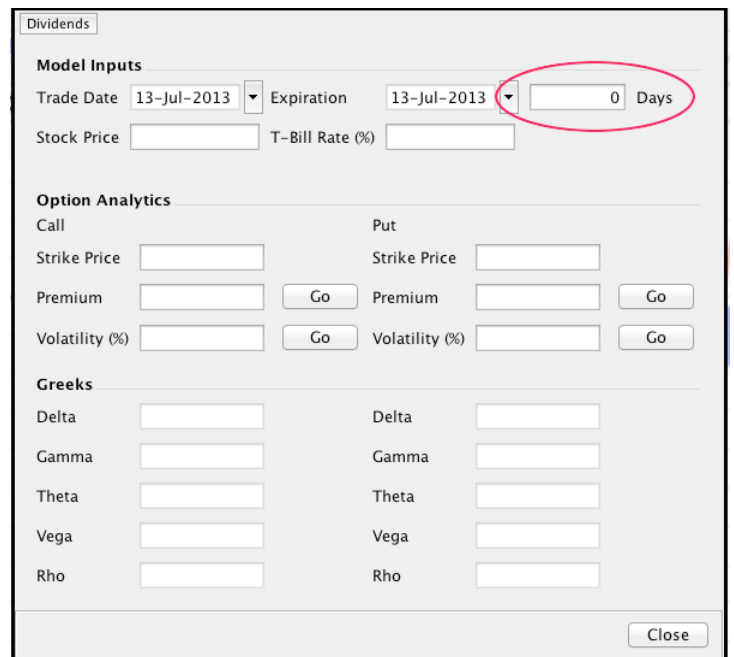 Dividends
Model Inputs
Trade Date 13-Jul-2013 Expiration 13-Jul-2013 0 Days
Stock Price T-Bill Rate (%)
Option Analytics
Call Put
Strike Price Strike Price
Premium Go Premium Go
Volatility (%) Go Volatility (%) Go
Greeks
Delta Delta
Gamma Gamma
Theta Theta
Vega Vega
Rho Rho
Close